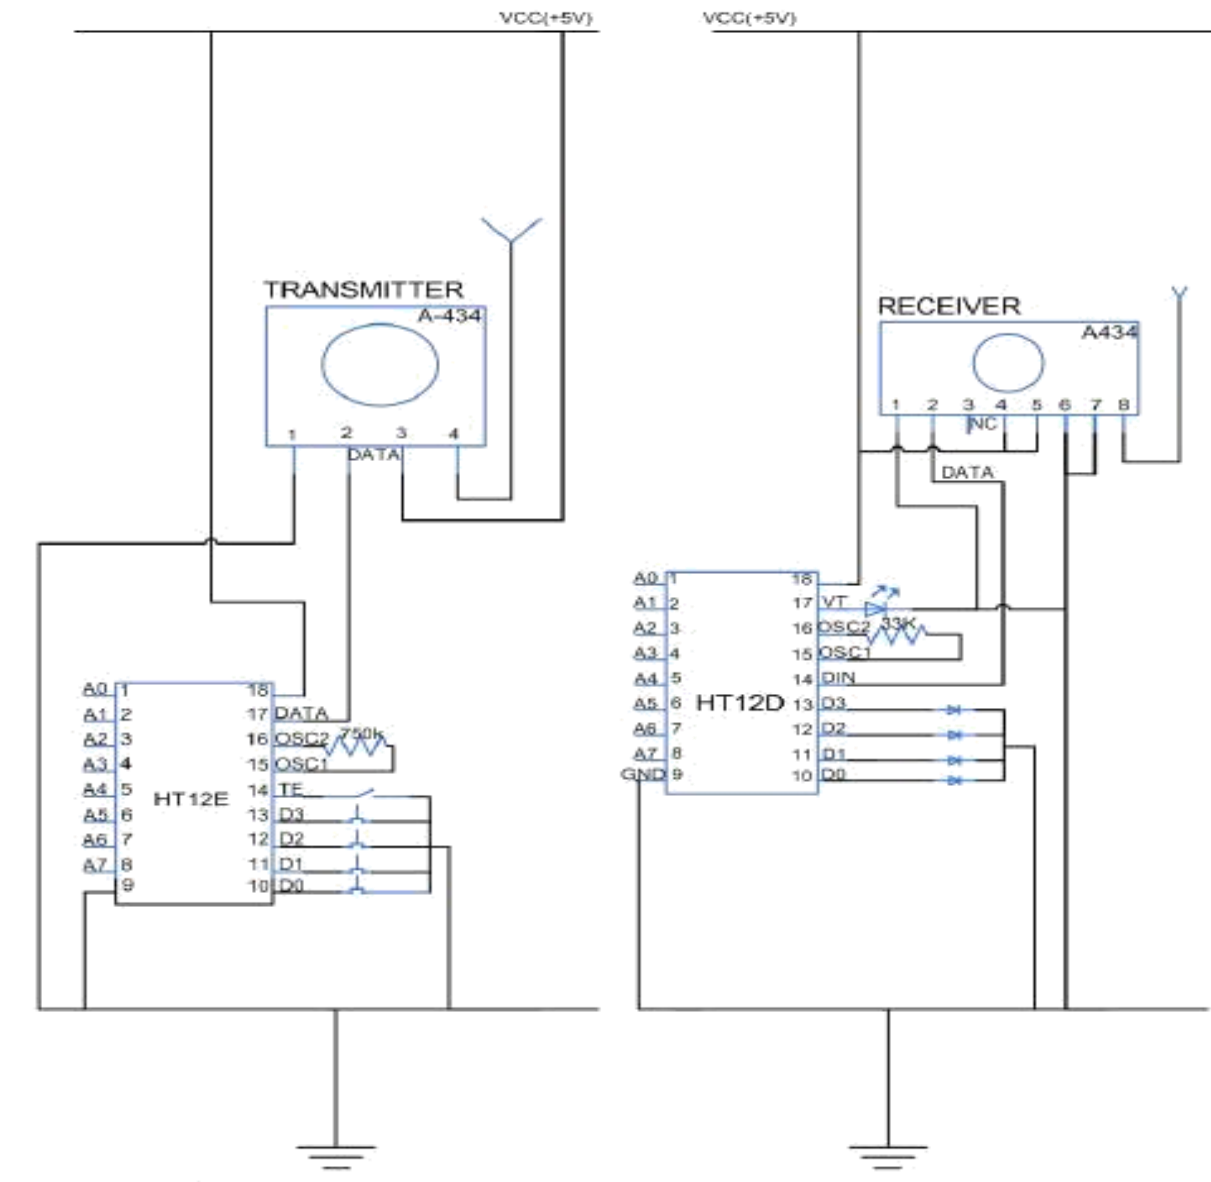 VCC(+5V)
TRANSMITTER
A-434
1 2 3 4
DATA
A0 1 18
A1 2 17 DATA
A2 3 16 OSC2 750k
A3 4 15 OSC1
A4 5 14 TE
HT12E
A5 6 13 D3
A6 7 12 D2
A7 8 11 D1
9 10 D0
VCC(+5V)
RECEIVER
A434
1 2 3 4 5 6 7 8
NC
DATA
A0 1 18
A1 2 17 VT
A2 3 16 OSC2 33K
A3 4 15 OSC1
A4 5 14 DIN
A5 6 HT12D 13 D3
A6 7 12 D2
A7 8 11 D1
GND 9 10 D0